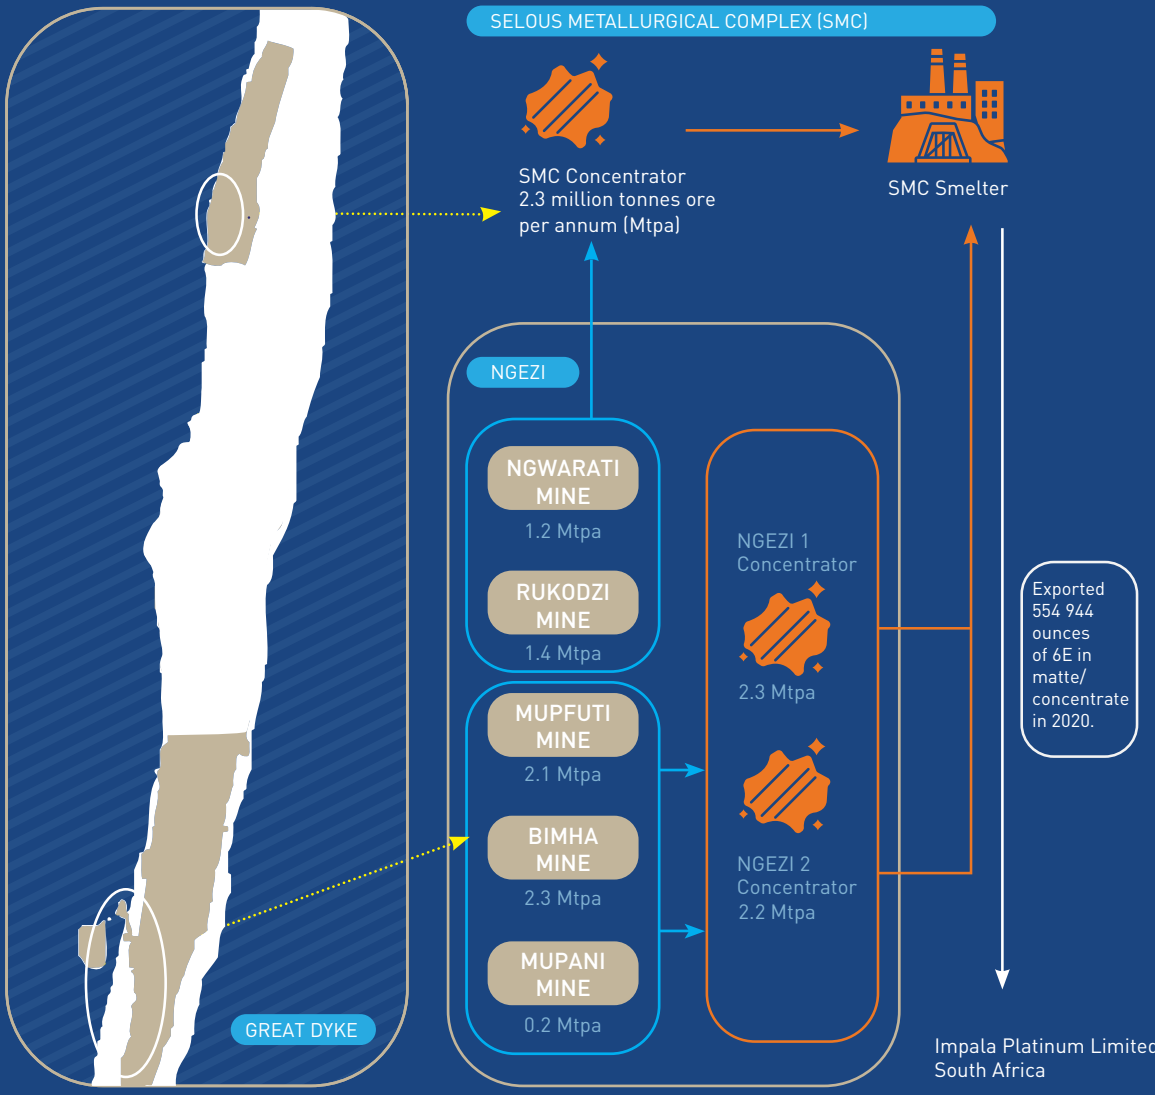 SELOUS METALLURGICAL COMPLEX (SMC)
SMC Concentrator
2.3 million tonnes ore
per annum (Mtpa)
SMC Smelter
NGEZI
NGWARATI
MINE
1.2 Mtpa
RUKODZI
MINE
1.4 Mtpa
MUPFUTI
MINE
2.1 Mtpa
BIMHA
MINE
2.3 Mtpa
MUPANI
MINE
0.2 Mtpa
NGEZI 1
Concentrator
2.3 Mtpa
NGEZI 2
Concentrator
2.2 Mtpa
Exported
554 944
ounces
of 6E in
matte/
concentrate
in 2020.
GREAT DYKE
Impala Platinum Limited
South Africa